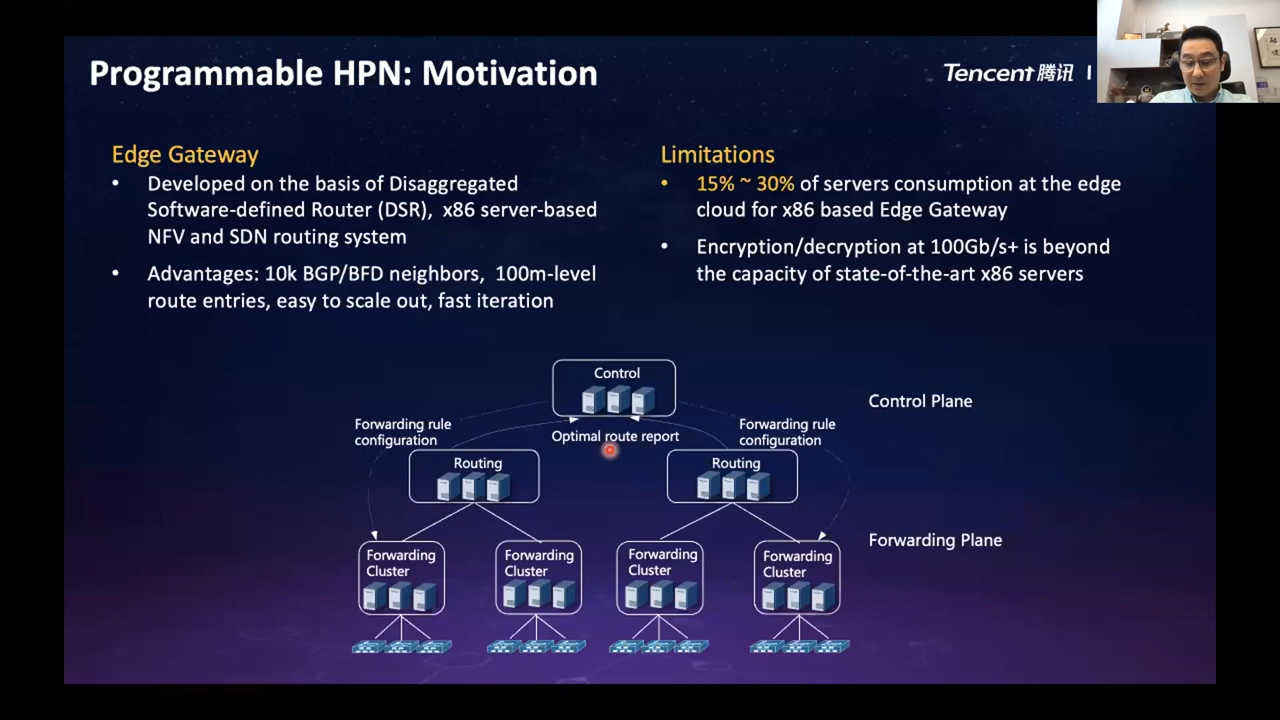 Programmable HPN: Motivation
Tencent 腾讯
Edge Gateway
• Developed on the basis of Disaggregated
Software-defined Router (DSR), x86 server-based
NFV and SDN routing system
• Advantages: 10k BGP/BFD neighbors, 100m-level
route entries, easy to scale out, fast iteration
Limitations
• 15% ~ 30% of servers consumption at the edge
cloud for x86 based Edge Gateway
• Encryption/decryption at 100Gb/s+ is beyond
the capacity of state-of-the-art x86 servers
Control
Control Plane
Forwarding rule
configuration
Optimal route report
Forwarding rule
configuration
Routing
Routing
Forwarding Plane
Forwarding
Cluster
Forwarding
Cluster
Forwarding
Cluster
Forwarding
Cluster